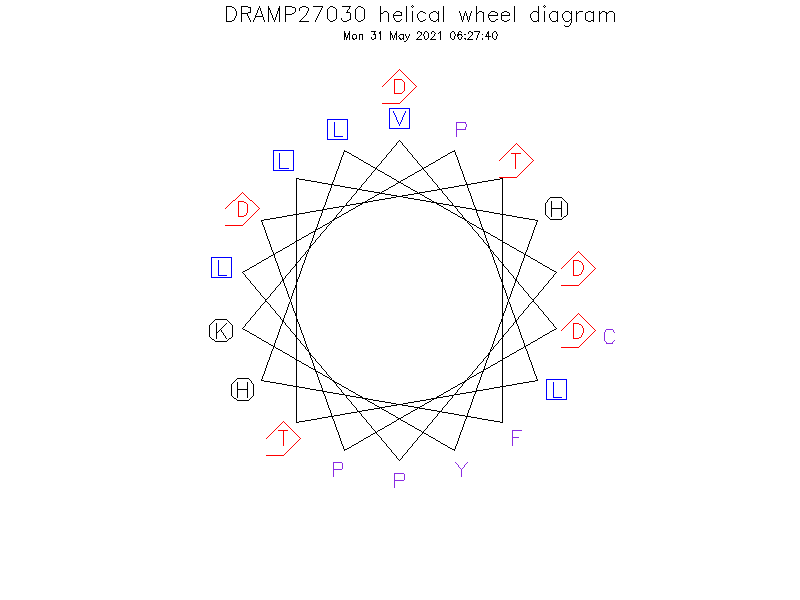 DRAMP27030 helical wheel diagram
Mon 31 May 2021 06:27:40
D
V
L P
L T
D H
L D
K D C
H L
T F
P Y
P